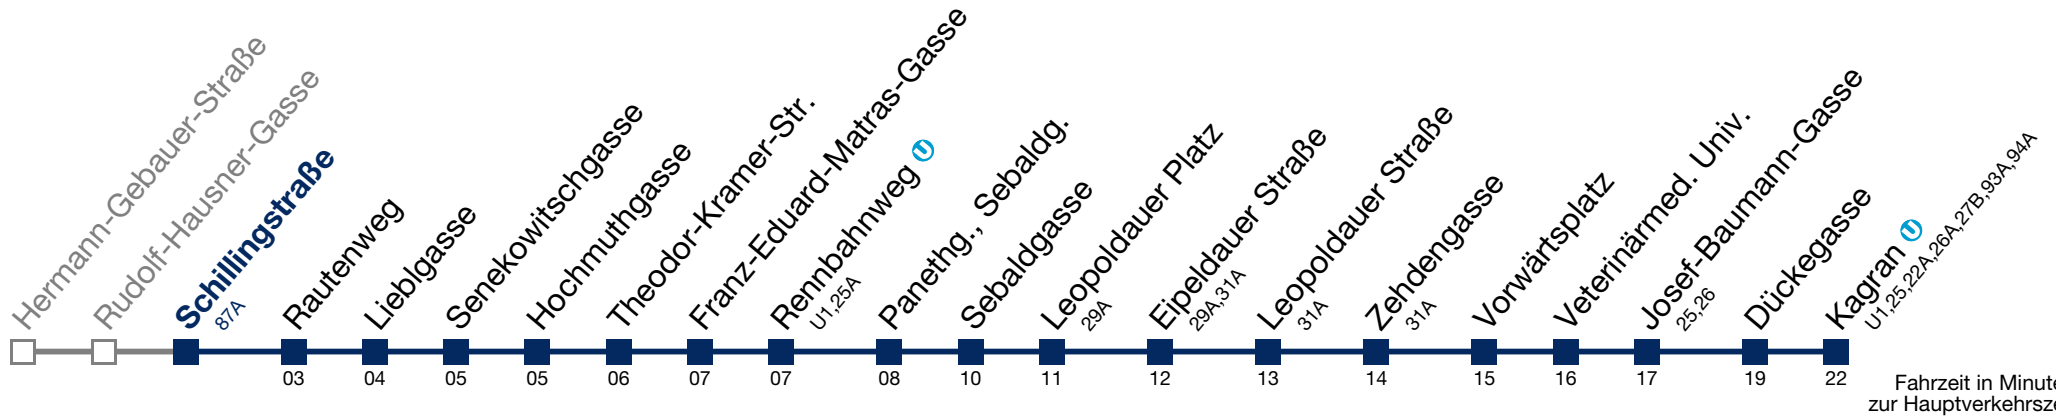 Hermann-Gebauer-Straße
Rudolf-Hausner-Gasse
Schillingstraße
87A
Rautenweg
Lieblgasse
Senekowitschgasse
Hochmuthgasse
Theodor-Kramer-Str.
Franz-Eduard-Matras-Gasse
Rennbahnweg U
U1,25A
Panethg., Sebaldg.
Sebaldgasse
Leopoldauer Platz
29A
Eipeldauer Straße
29A,31A
Leopoldauer Straße
31A
Zehdengasse
31A
Vorwärtsplatz
Veterinärmed. Univ.
Josef-Baumann-Gasse
25,26
Dückegasse
Kagran U
U1,25,22A,26A,27B,93A,94A
03 04 05 05 06 07 07 08 10 11 12 13 14 15 16 17 19 22
Fahrzeit in Minute
zur Hauptverkehrsze